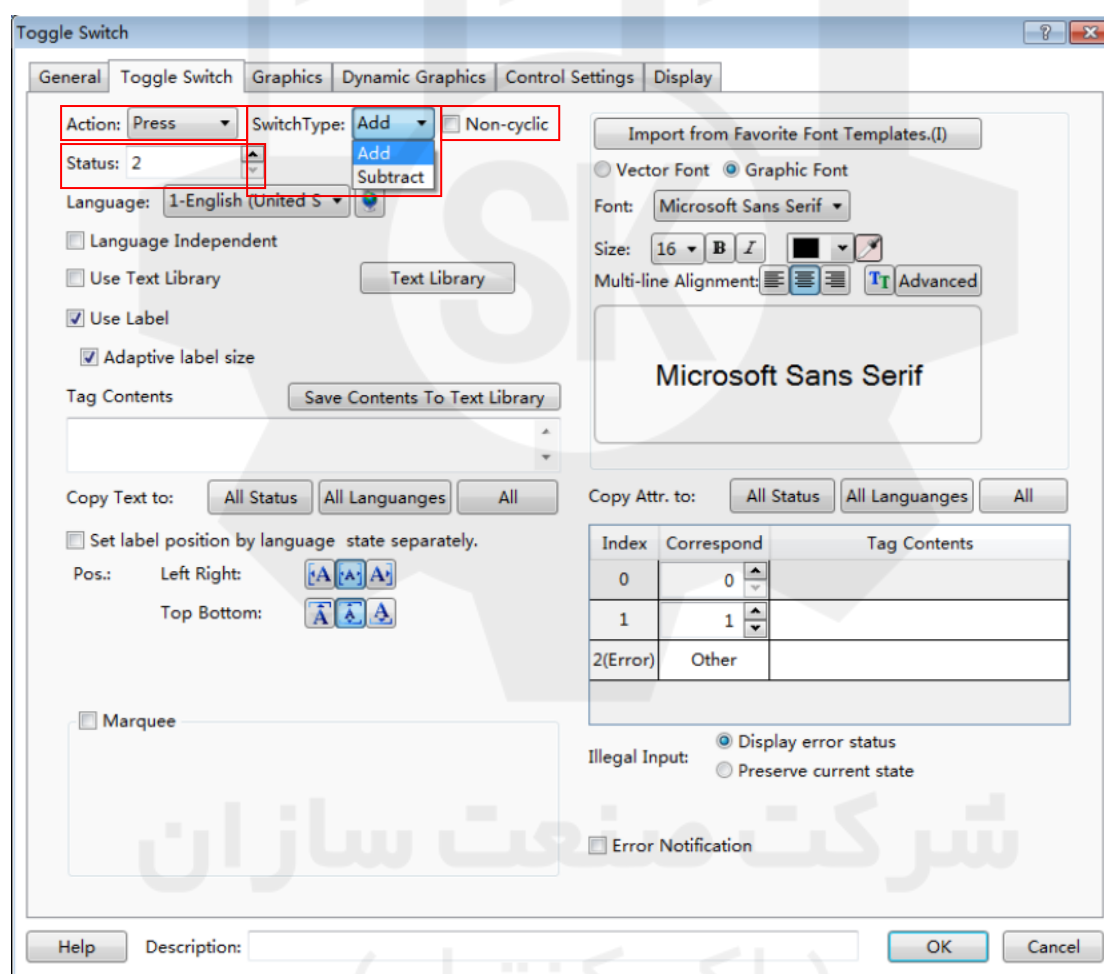 Toggle Switch
General Toggle Switch Graphics Dynamic Graphics Control Settings Display
Action: Press SwitchType: Add Non-cyclic
Add
Subtract
Status: 2
Language: 1-English (United S
Language Independent
Use Text Library Text Library
Use Label
Adaptive label size
Tag Contents Save Contents To Text Library
Copy Text to: All Status All Languanges All
Set label position by language state separately.
Pos.: Left Right: A A A
Top Bottom: A A A
Marquee
Import from Favorite Font Templates.(I)
Vector Font Graphic Font
Font: Microsoft Sans Serif
Size: 16 B I
Multi-line Alignment: TT Advanced
Microsoft Sans Serif
Copy Attr. to: All Status All Languanges All
Index Correspond Tag Contents
0 0
1 1
2(Error) Other
Illegal Input: Display error status
Preserve current state
Error Notification
SK
شرکت صنعت سازان
Help Description: OK Cancel